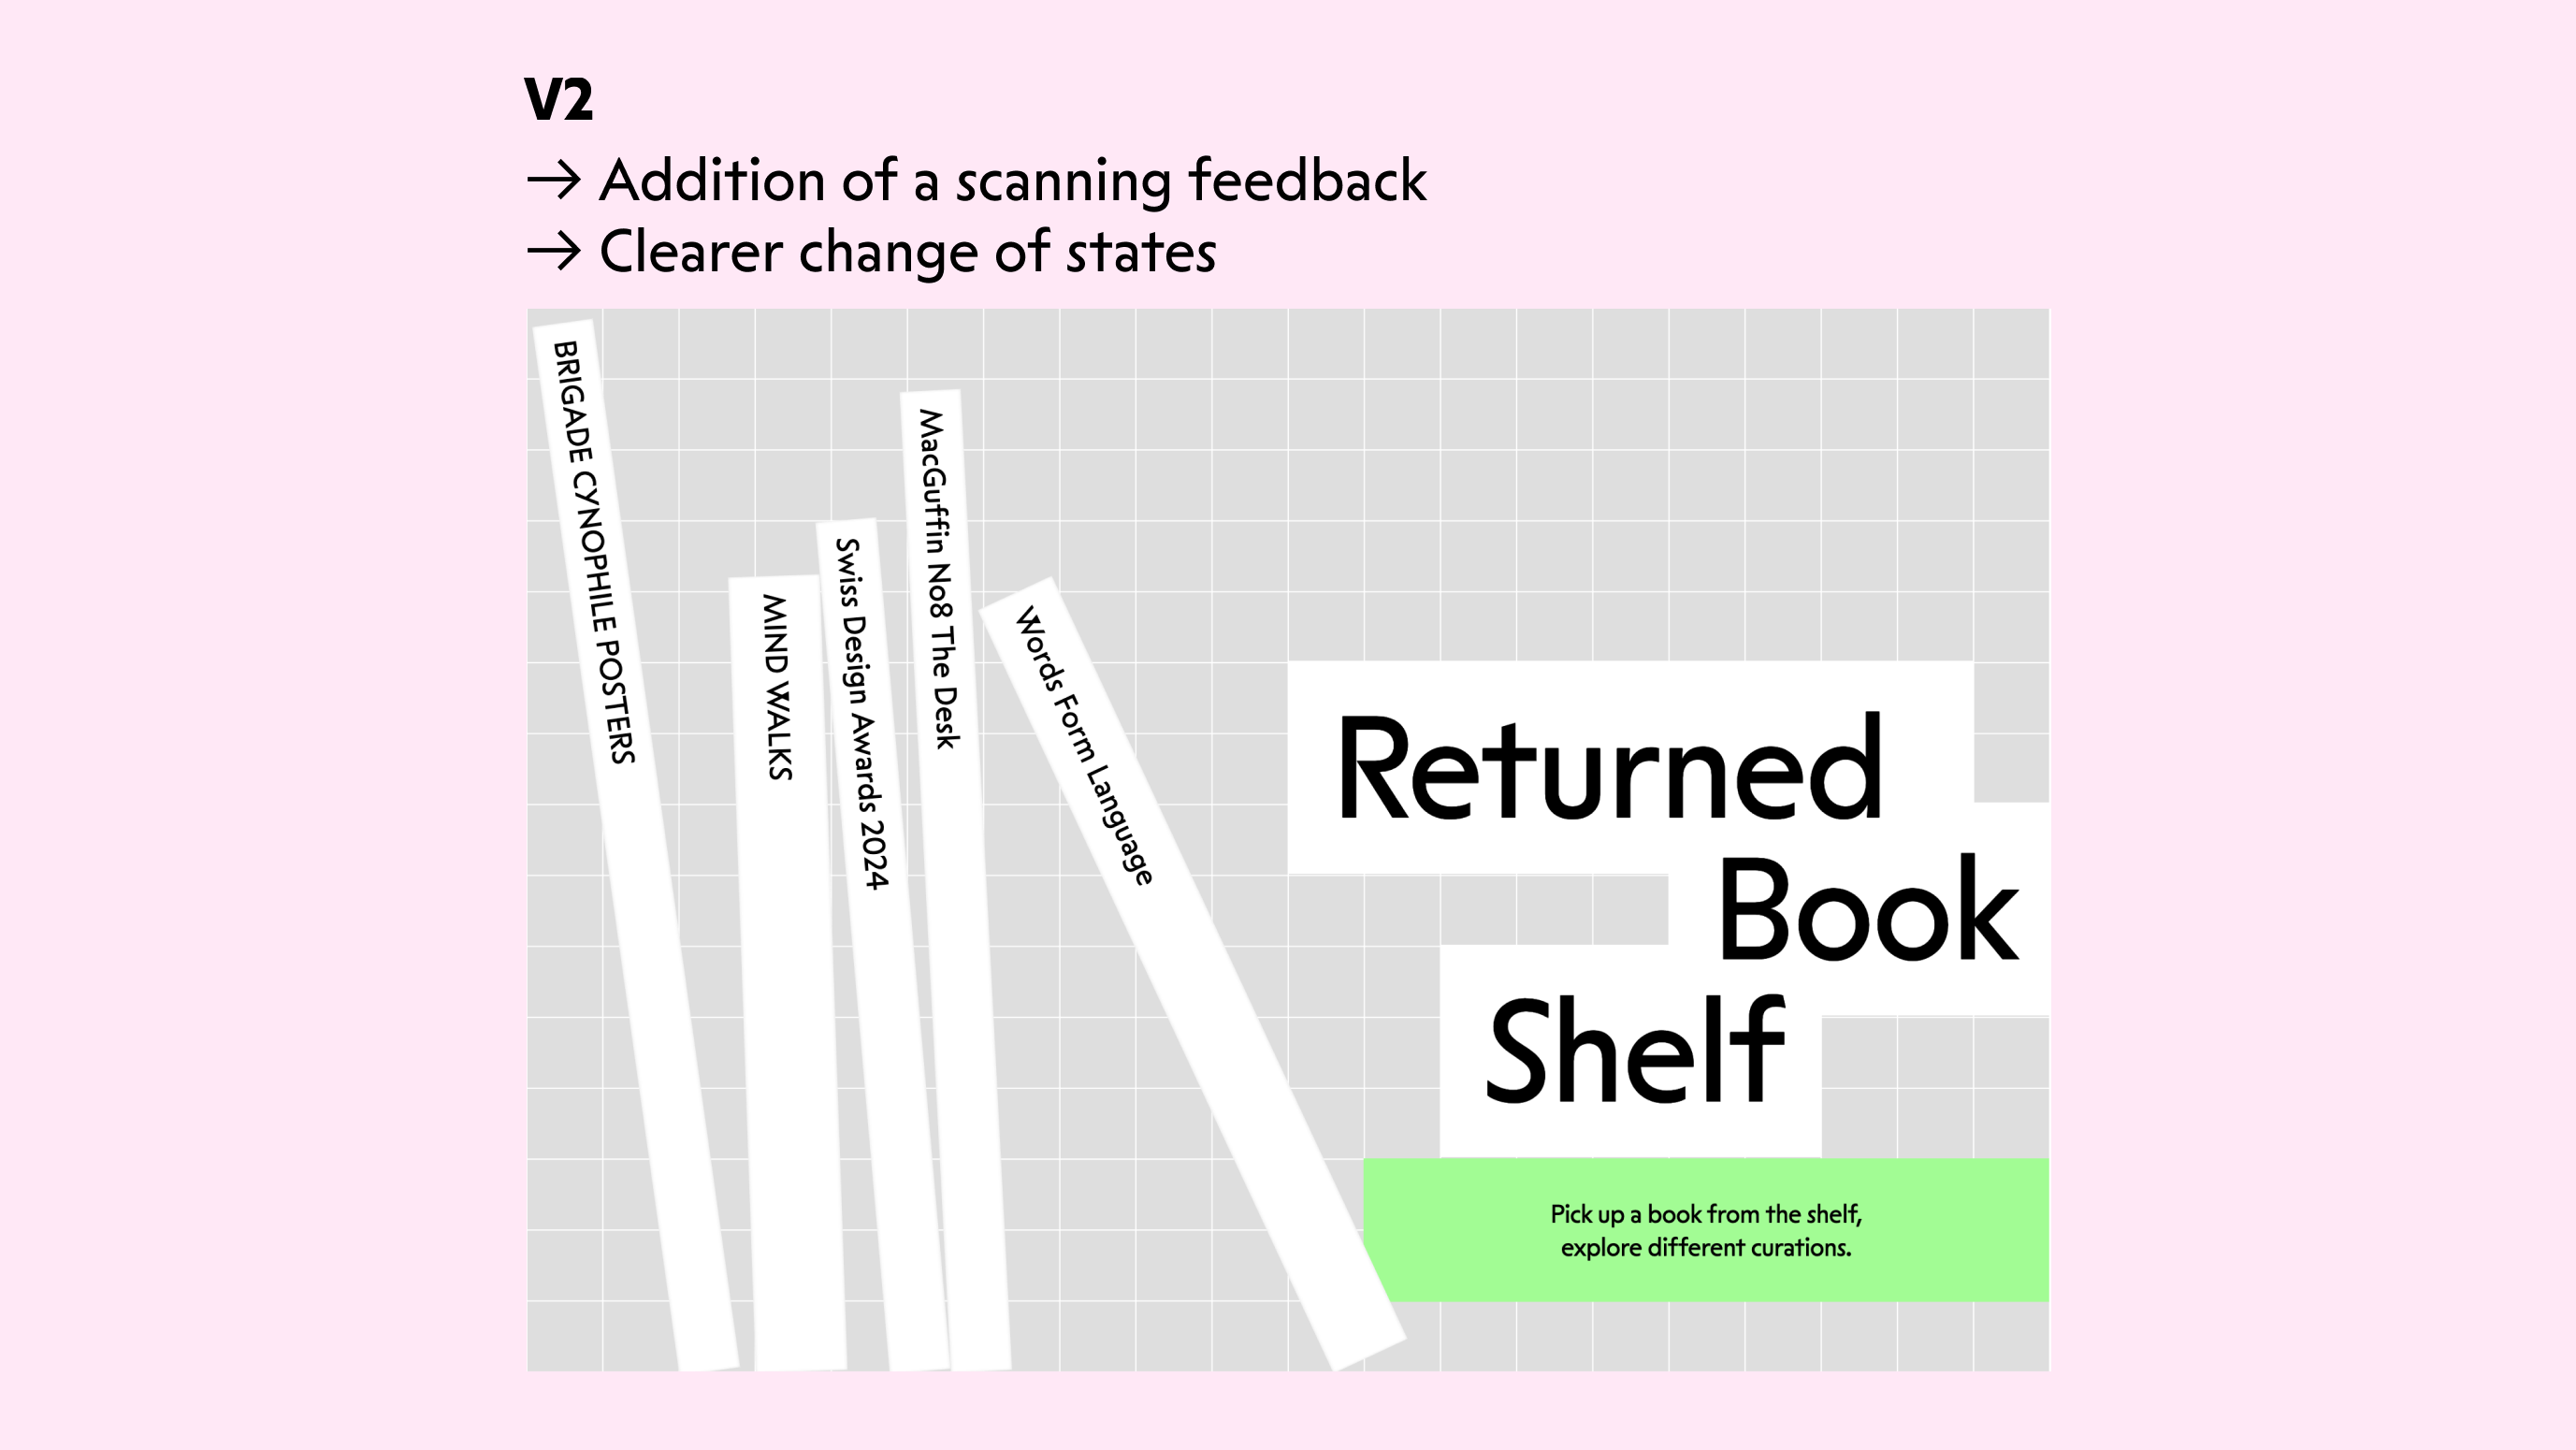 V2
→ Addition of a scanning feedback
→ Clearer change of states
BRIGADE CYNOPHILE POSTERS
MIND WALKS
Swiss Design Awards 2024
MacGuffin No8 The Desk
Words Form Language
Returned
Book
Shelf
Pick up a book from the shelf,
explore different curations.